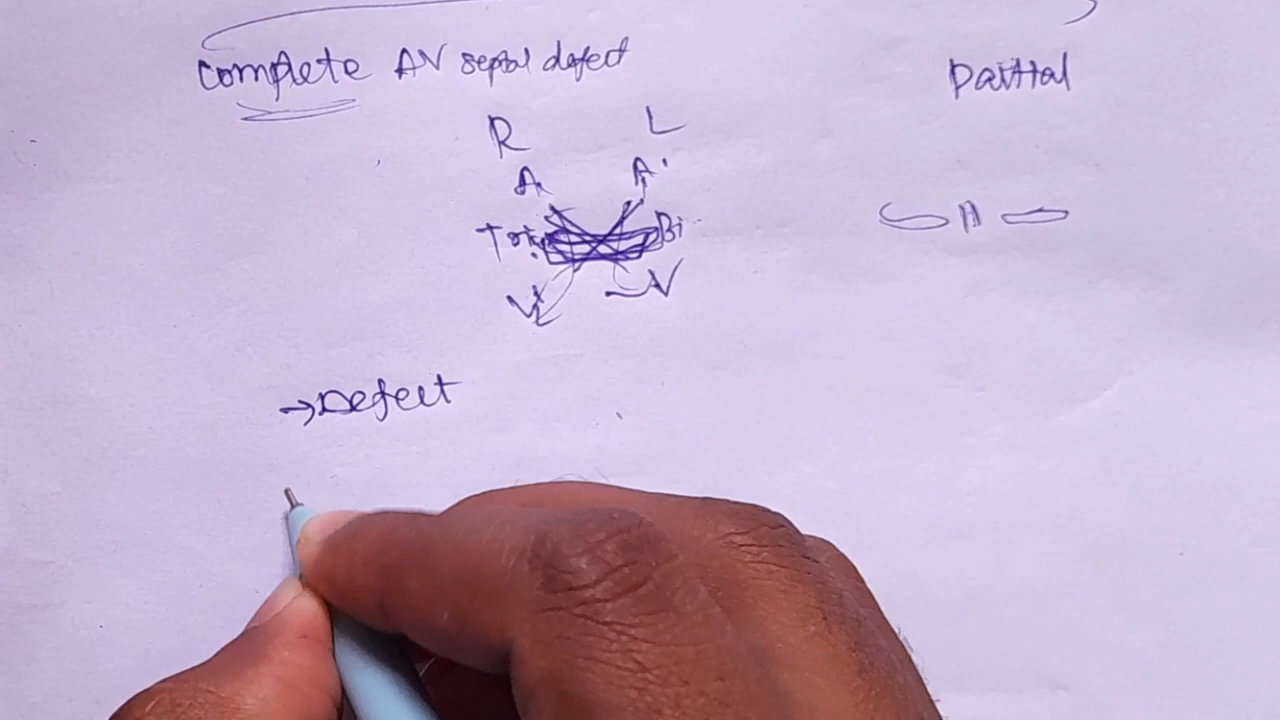 complete AV septal defect
Partial
R L
A A
Tri Bi
V V
→Defect